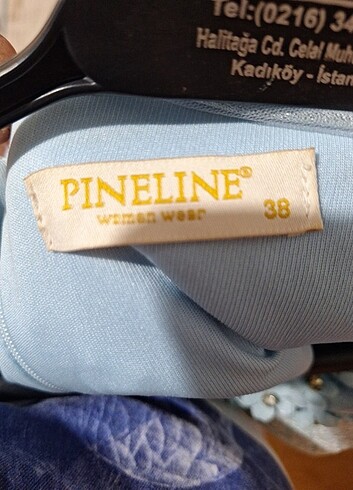 Tel:(0216) 34
Halitağa Cd. Celal Muh
Kadıköy - İstan
PINELINE®
women wear
38